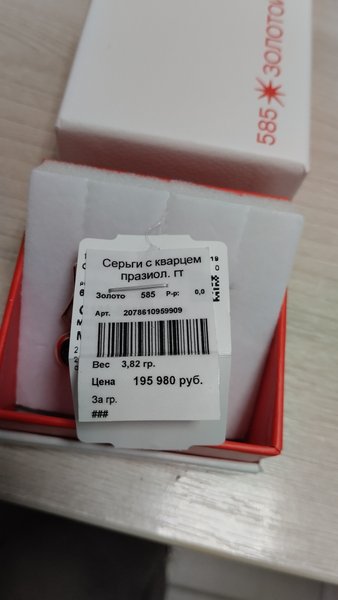 585 ЗОЛОТОЙ
Серьги с кварцем
празиол. гт
Золото 585 Р-р: 0,0
Арт. 2078610959909
Вес 3,82 гр.
Цена 195 980 руб.
За гр.
###